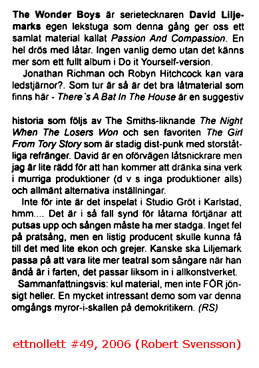 The Wonder Boys är serietecknaren David Lilje-
marks egen lekstuga som denna gång ger oss ett
samlat material kallat Passion And Compassion. En
hel drös med låtar. Ingen vanlig demo utan det känns
mer som ett fullt album i Do it Yourself-version.
Jonathan Richman och Robyn Hitchcock kan vara
ledstjärnor?. Som tur är så är det bra låtmaterial som
finns här - There´s A Bat In The House är en suggestiv
historia som följs av The Smiths-liknande The Night
When The Losers Won och sen favoriten The Girl
From Tory Story som är stadig dist-punk med storståt-
liga refränger. David är en oförvägen låtsnickrare men
jag är lite rädd för att han kommer att dränka sina verk
i murriga produktioner (d v s inga produktioner alls)
och allmänt alternativa inställningar.
Inte för inte är det inspelat i Studio Gröt i Karlstad,
hmm.... Det är i så fall synd för låtarna förtjänar att
putsas upp och sången måste ha mer stadga. Inget fel
på pratsång, men en listig producent skulle kunna få
till det med lite ekon och grejer. Kanske ska Liljemark
passa på att vara lite mer teatral som sångare när han
ändå är i farten, det passar liksom in i allkonstverket.
Sammanfattningsvis: kul material, men inte FÖR jön-
sigt heller. En mycket intressant demo som var denna
omgångs myror-i-skallen på demokritikern. (RS)
ettnollett #49, 2006 (Robert Svensson)